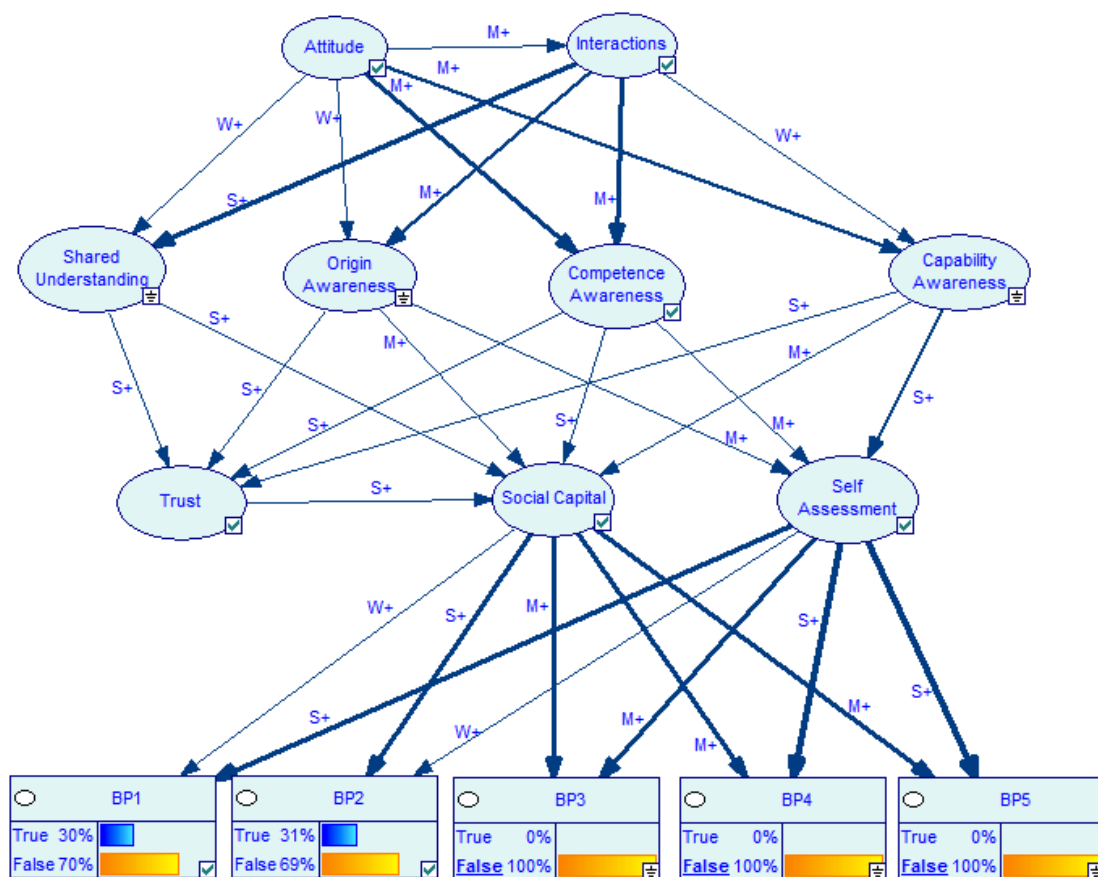 Attitude
M+
Interactions
M+
M+
W+
W+
W+
S+
M+
M+
Shared
Understanding
Origin
Awareness
Competence
Awareness
Capability
Awareness
S+
M+
S+
M+
S+
S+
S+
S+
M+
M+
S+
Trust
S+
Social Capital
Self
Assessment
W+
S+
M+
S+
S+
M+
S+
M+
W+
M+
BP1
True 30%
False 70%
BP2
True 31%
False 69%
BP3
True 0%
False 100%
BP4
True 0%
False 100%
BP5
True 0%
False 100%